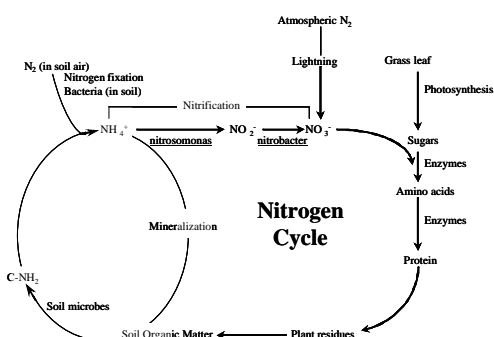 Atmospheric N₂
Lightning
Grass leaf
N₂ (in soil air)
Nitrogen fixation
Bacteria (in soil)
Photosynthesis
Nitrification
NH₄⁺
nitrosomonas
NO₂⁻
nitrobacter
NO₃⁻
Sugars
Enzymes
Amino acids
Enzymes
Protein
Mineralization
Nitrogen
Cycle
C-NH₂
Soil microbes
Soil Organic Matter
Plant residues